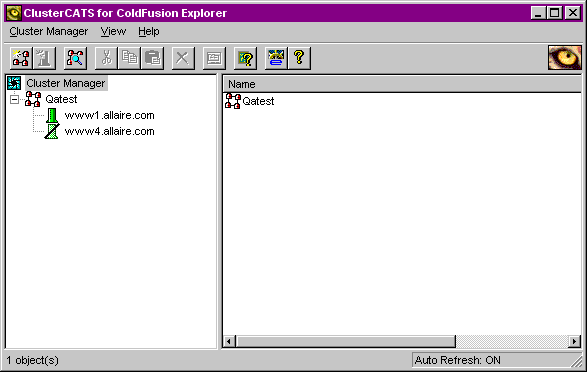 ClusterCATS for ColdFusion Explorer
Cluster Manager View Help
Cluster Manager
Qatest
www1.allaire.com
www4.allaire.com
Name
Qatest
1 object(s)
Auto Refresh: ON